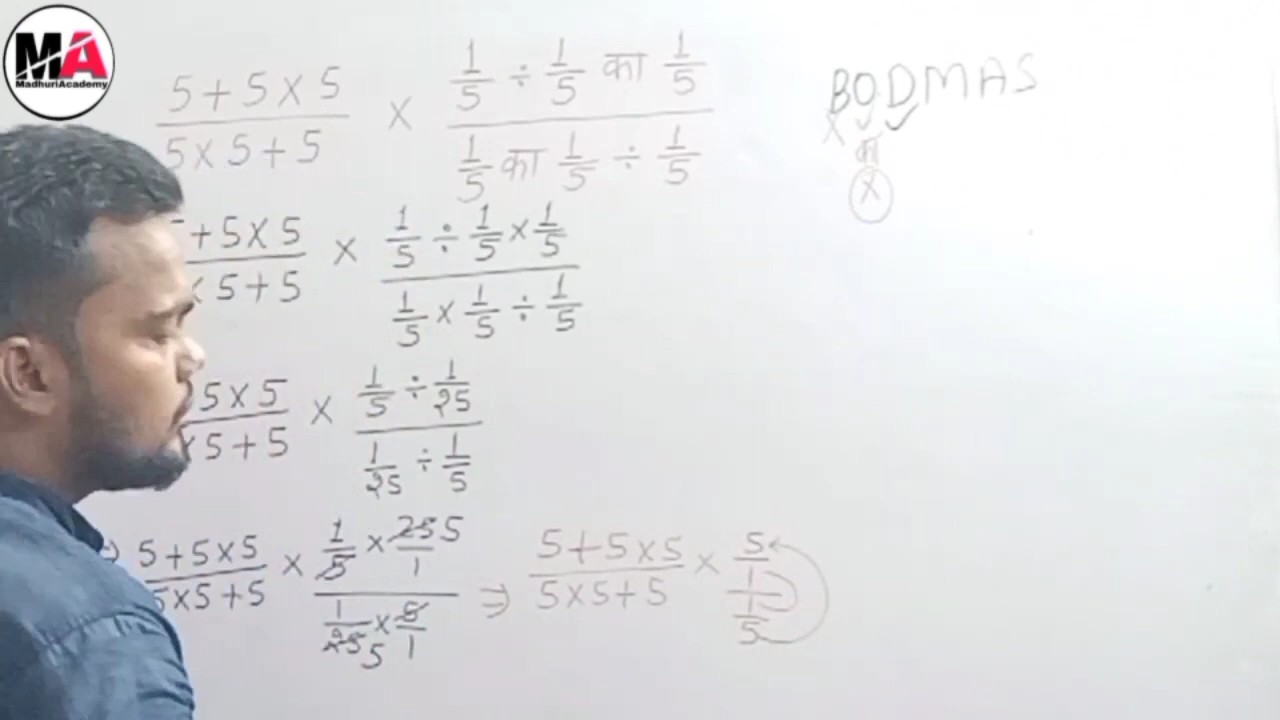 MA
MadhuriAcademy
5+5×5 / 5×5+5 × 1/5 ÷ 1/5 का 1/5 / 1/5 का 1/5 ÷ 1/5
BODMAS
×
का
×
+5×5 / × 5+5 × 1/5 ÷ 1/5 × 1/5 / 1/5 × 1/5 ÷ 1/5
5×5 / ×5+5 × 1/5 ÷ 1/25 / 1/25 ÷ 1/5
5+5×5 / 5×5+5 × 1/5 × 25 5/1 / 1/25 5 × 5/1 ⇒ 5+5×5 / 5×5+5 × 5/1 / 1/5